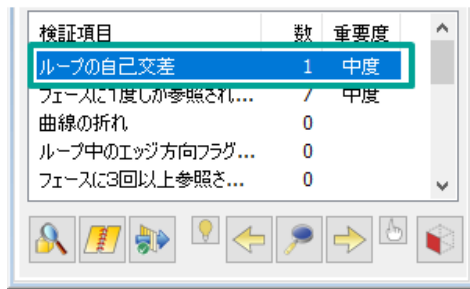 検証項目 数 重要度
ループの自己交差 1 中度
フェースに1度しか参照され... 7 中度
曲線の折れ 0
ループ中のエッジ方向フラグ... 0
フェースに3回以上参照さ... 0